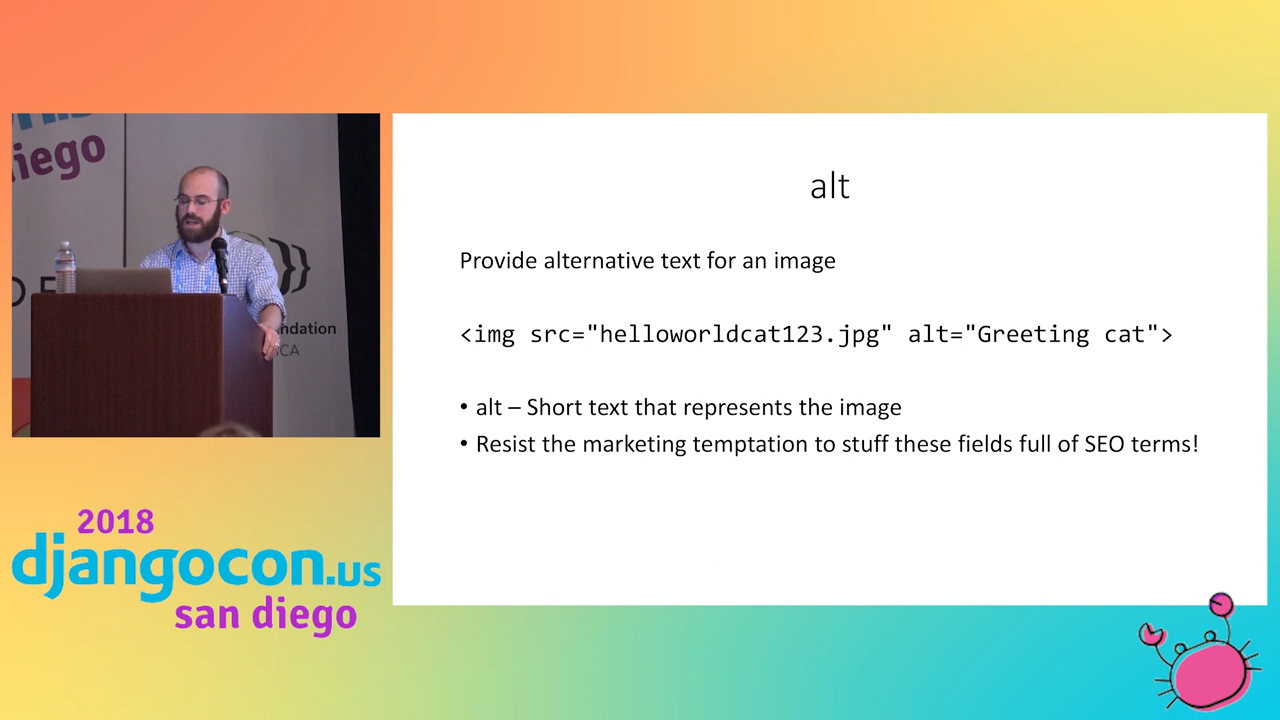 diego
alt
Provide alternative text for an image
<img src="helloworldcat123.jpg" alt="Greeting cat">
• alt – Short text that represents the image
• Resist the marketing temptation to stuff these fields full of SEO terms!
2018
djangocon.us
san diego